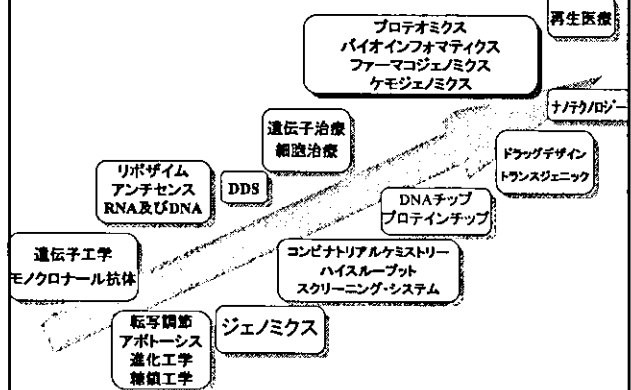 再生医療
プロテオミクス
バイオインフォマティクス
ファーマコジェノミクス
ケモジェノミクス
ナノテクノロジー
遺伝子治療
細胞治療
ドラッグデザイン
トランスジェニック
リボザイム
アンチセンス
RNA及びDNA
DDS
DNAチップ
プロテインチップ
遺伝子工学
モノクロナール抗体
コンビナトリアルケミストリー
ハイスループット
スクリーニング・システム
転写調節
アポトーシス
進化工学
糖鎖工学
ジェノミクス